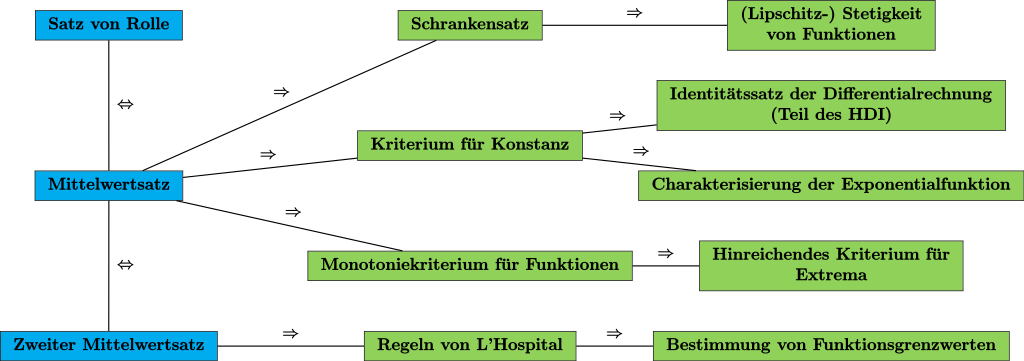 Satz von Rolle
Schrankensatz
⇒
(Lipschitz-) Stetigkeit
von Funktionen
⇔
⇒
Identitätssatz der Differentialrechnung
(Teil des HDI)
⇒
Kriterium für Konstanz
⇒
⇒
Mittelwertsatz
Charakterisierung der Exponentialfunktion
⇒
⇔
Monotoniekriterium für Funktionen
⇒
Hinreichendes Kriterium für
Extrema
Zweiter Mittelwertsatz
⇒
Regeln von L'Hospital
⇒
Bestimmung von Funktionsgrenzwerten